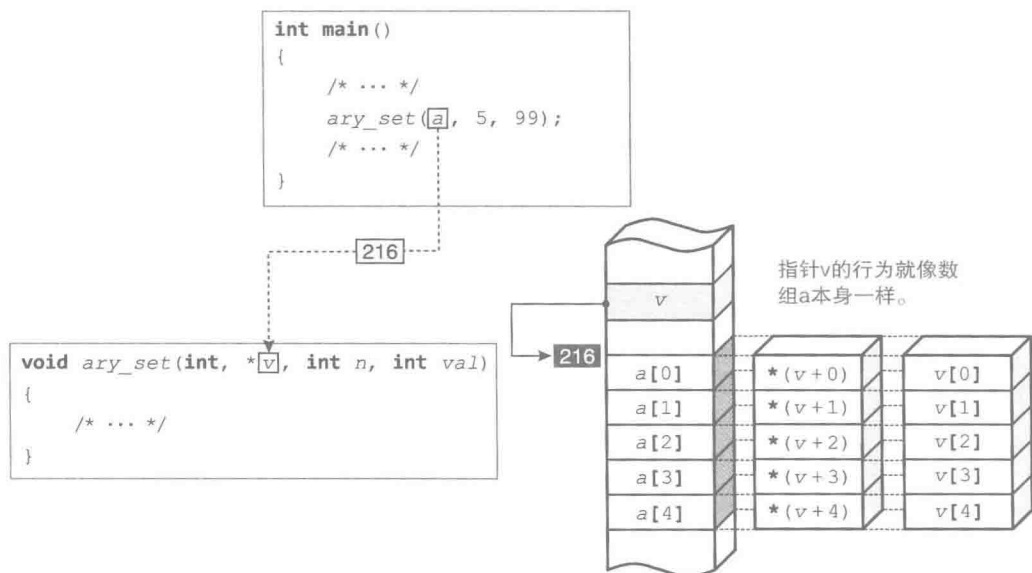 int main()
{
/* ... */
ary_set(a, 5, 99);
/* ... */
}
216
void ary_set(int, *v, int n, int val)
{
/* ... */
}
指针v的行为就像数
组a本身一样。
v
216
a[0] *(v+0) v[0]
a[1] *(v+1) v[1]
a[2] *(v+2) v[2]
a[3] *(v+3) v[3]
a[4] *(v+4) v[4]